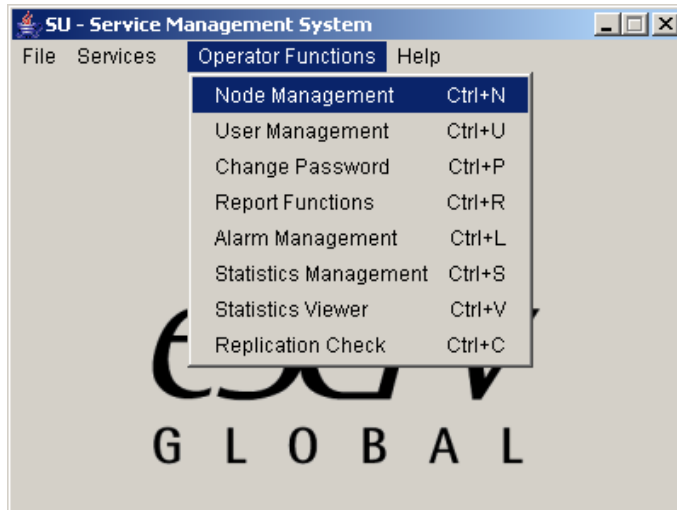 SU - Service Management System
File Services Operator Functions Help
Node Management Ctrl+N
User Management Ctrl+U
Change Password Ctrl+P
Report Functions Ctrl+R
Alarm Management Ctrl+L
Statistics Management Ctrl+S
Statistics Viewer Ctrl+V
Replication Check Ctrl+C
GLOBAL